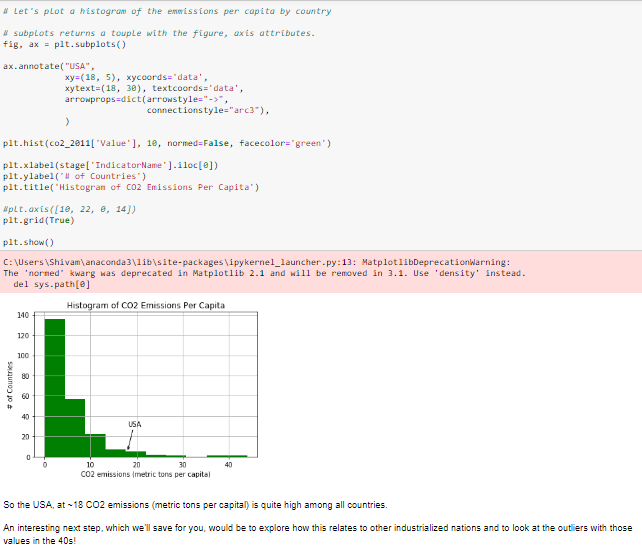 # Let's plot a histogram of the emmissions per capita by country
# subplots returns a touple with the figure, axis attributes.
fig, ax = plt.subplots()
ax.annotate("USA",
xy=(18, 5), xycoords='data',
xytext=(18, 30), textcoords='data',
arrowprops=dict(arrowstyle="->",
connectionstyle="arc3"),
)
plt.hist(co2_2011['Value'], 10, normed=False, facecolor='green')
plt.xlabel(stage['IndicatorName'].iloc[0])
plt.ylabel('# of Countries')
plt.title('Histogram of CO2 Emissions Per Capita')
#plt.axis([10, 22, 0, 14])
plt.grid(True)
plt.show()
C:\Users\Shivam\anaconda3\lib\site-packages\ipykernel_launcher.py:13: MatplotlibDeprecationWarning:
The 'normed' kwarg was deprecated in Matplotlib 2.1 and will be removed in 3.1. Use 'density' instead.
del sys.path[0]
Histogram of CO2 Emissions Per Capita
140
120
100
80
60
40
20
0
# of Countries
USA
0 10 20 30 40
CO2 emissions (metric tons per capita)
So the USA, at ~18 CO2 emissions (metric tons per capital) is quite high among all countries.
An interesting next step, which we'll save for you, would be to explore how this relates to other industrialized nations and to look at the outliers with those
values in the 40s!